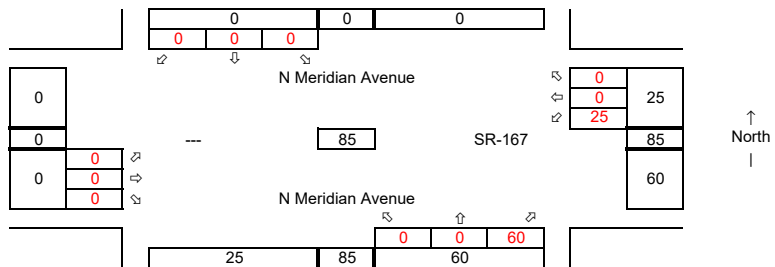 0 0 0
0 0 0
⬃ ⇩ ⬂
N Meridian Avenue
⬁ 0
0 ⇦ 0 25
⬃ 25 ↑
0 --- 85 SR-167 85 North
0 ⬀ |
0 0 ⇨ 60
0 ⬂ N Meridian Avenue
⬁ ⇧ ⬀
0 0 60
25 85 60